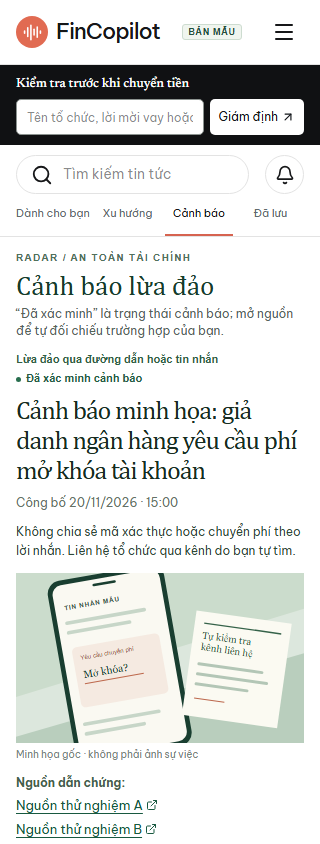 FinCopilot BẢN MẪU
Kiểm tra trước khi chuyển tiền
Tên tổ chức, lời mời vay hoặc
Giám định
Tìm kiếm tin tức
Dành cho bạn Xu hướng Cảnh báo Đã lưu
RADAR / AN TOÀN TÀI CHÍNH
Cảnh báo lừa đảo
“Đã xác minh” là trạng thái cảnh báo; mở nguồn
để tự đối chiếu trường hợp của bạn.
Lừa đảo qua đường dẫn hoặc tin nhắn
Đã xác minh cảnh báo
Cảnh báo minh họa: giả
danh ngân hàng yêu cầu phí
mở khóa tài khoản
Công bố 20/11/2026 · 15:00
Không chia sẻ mã xác thực hoặc chuyển phí theo
lời nhắn. Liên hệ tổ chức qua kênh do bạn tự tìm.
TIN NHẮN MẪU
Yêu cầu chuyển phí
Mở khóa?
Tự kiểm tra
kênh liên hệ
Minh họa gốc · không phải ảnh sự việc
Nguồn dẫn chứng:
Nguồn thử nghiệm A
Nguồn thử nghiệm B